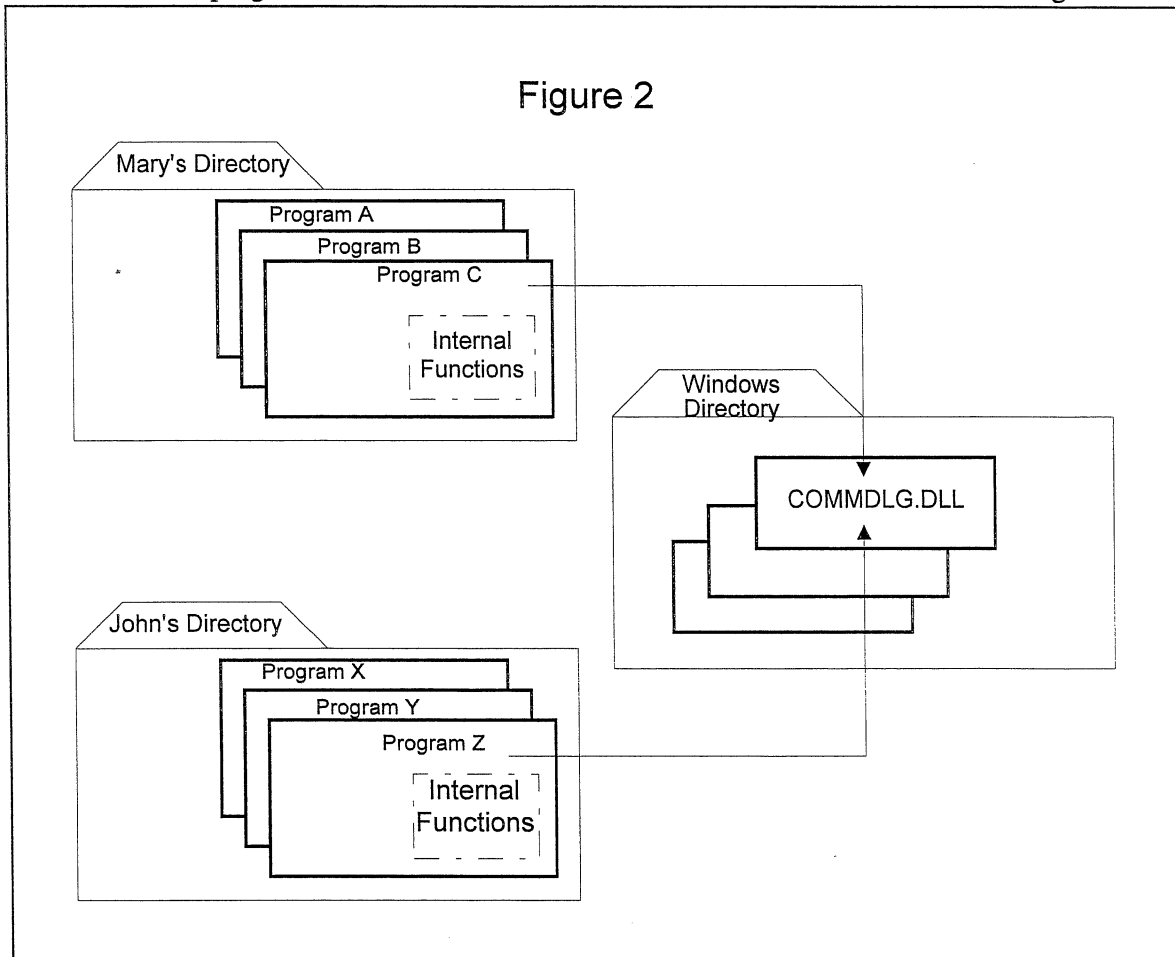 Figure 2
Mary's Directory
Program A
Program B
Program C
Internal
Functions
Windows
Directory
COMMDLG.DLL
John's Directory
Program X
Program Y
Program Z
Internal
Functions